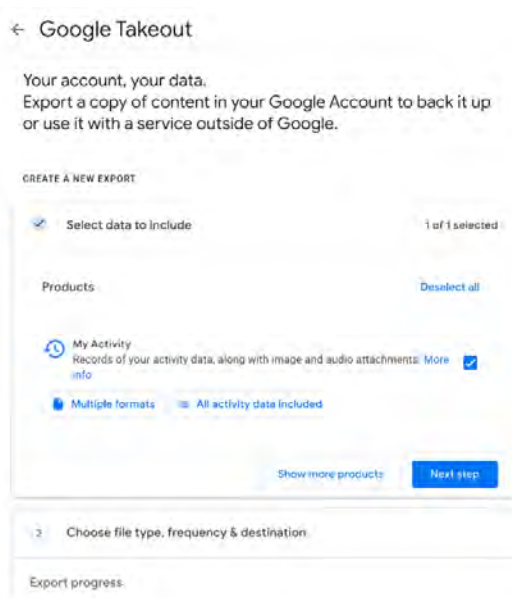 ← Google Takeout
Your account, your data.
Export a copy of content in your Google Account to back it up
or use it with a service outside of Google.
CREATE A NEW EXPORT
Select data to include
1 of 1 selected
Products
Deselect all
My Activity
Records of your activity data, along with image and audio attachments. More
info
Multiple formats
All activity data included
Show more products
Next step
2
Choose file type, frequency & destination
Export progress